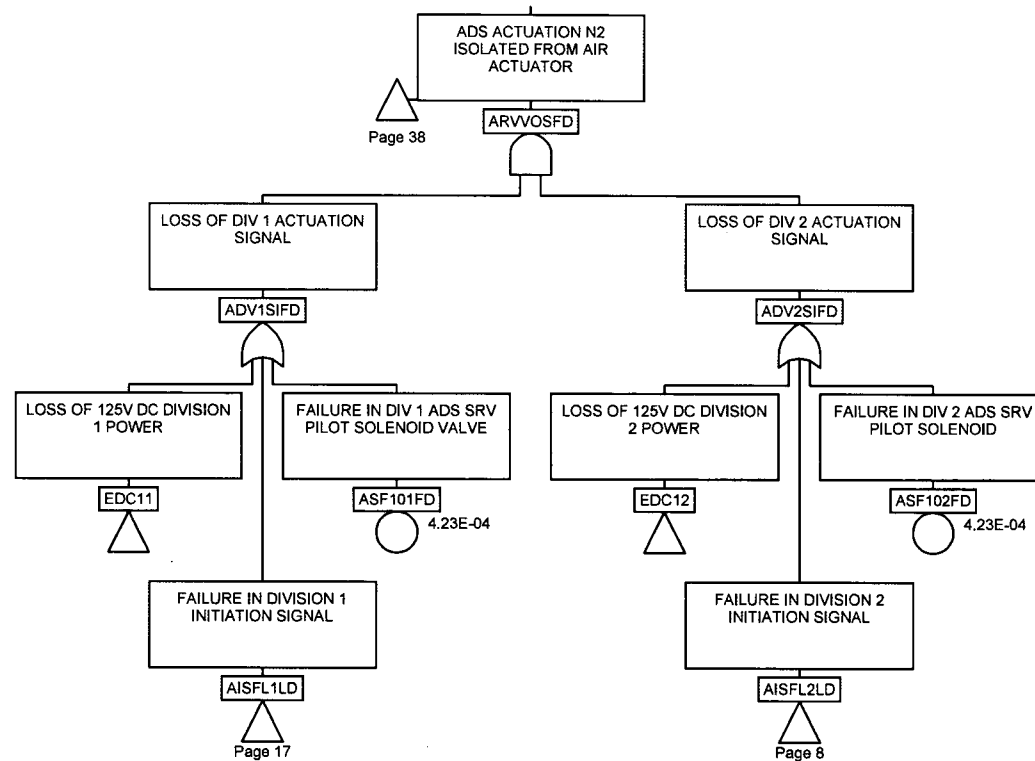 ADS ACTUATION N2
ISOLATED FROM AIR
ACTUATOR
Page 38
ARVVOSFD
LOSS OF DIV 1 ACTUATION
SIGNAL
ADV1SIFD
LOSS OF DIV 2 ACTUATION
SIGNAL
ADV2SIFD
LOSS OF 125V DC DIVISION
1 POWER
EDC11
FAILURE IN DIV 1 ADS SRV
PILOT SOLENOID VALVE
ASF101FD
4.23E-04
LOSS OF 125V DC DIVISION
2 POWER
EDC12
FAILURE IN DIV 2 ADS SRV
PILOT SOLENOID
ASF102FD
4.23E-04
FAILURE IN DIVISION 1
INITIATION SIGNAL
AISFL1LD
Page 17
FAILURE IN DIVISION 2
INITIATION SIGNAL
AISFL2LD
Page 8